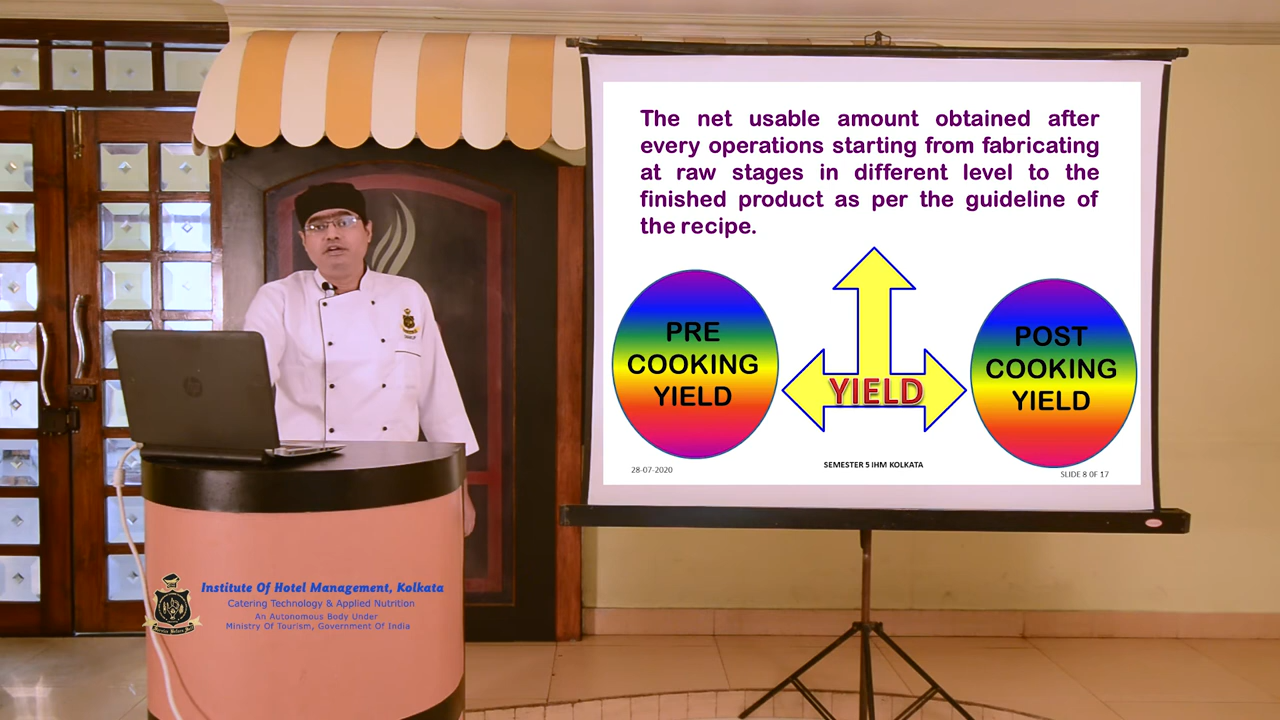 The net usable amount obtained after
every operations starting from fabricating
at raw stages in different level to the
finished product as per the guideline of
the recipe.
PRE
COOKING
YIELD
YIELD
POST
COOKING
YIELD
28-07-2020
SEMESTER 5 IHM KOLKATA
SLIDE 8 OF 17
Institute Of Hotel Management, Kolkata
Catering Technology & Applied Nutrition
An Autonomous Body Under
Ministry Of Tourism, Government Of India
hp